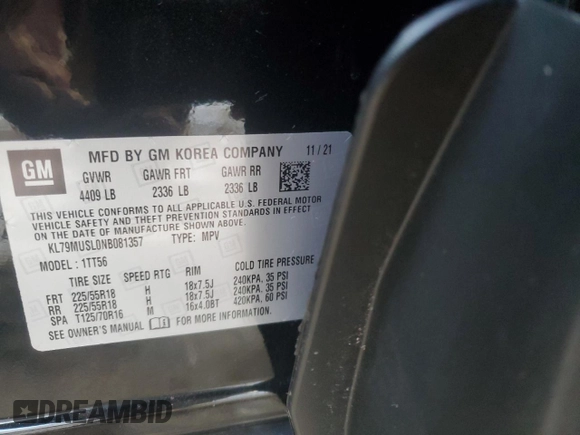 GM
MFD BY GM KOREA COMPANY 11 / 21
GVWR GAWR FRT GAWR RR
4409 LB 2336 LB 2336 LB
THIS VEHICLE CONFORMS TO ALL APPLICABLE U.S. FEDERAL MOTOR
VEHICLE SAFETY AND THEFT PREVENTION STANDARDS IN EFFECT
ON THE DATE OF MANUFACTURE SHOWN ABOVE.
KL79MUSL0NB081357 TYPE: MPV
MODEL: 1TT56
TIRE SIZE SPEED RTG RIM COLD TIRE PRESSURE
FRT 225/55R18 H 18x7.5J 240KPA, 35 PSI
RR 225/55R18 H 18x7.5J 240KPA, 35 PSI
SPA T125/70R16 M 16x4.0BT 420KPA, 60 PSI
SEE OWNER'S MANUAL FOR MORE INFORMATION
DREAMBID